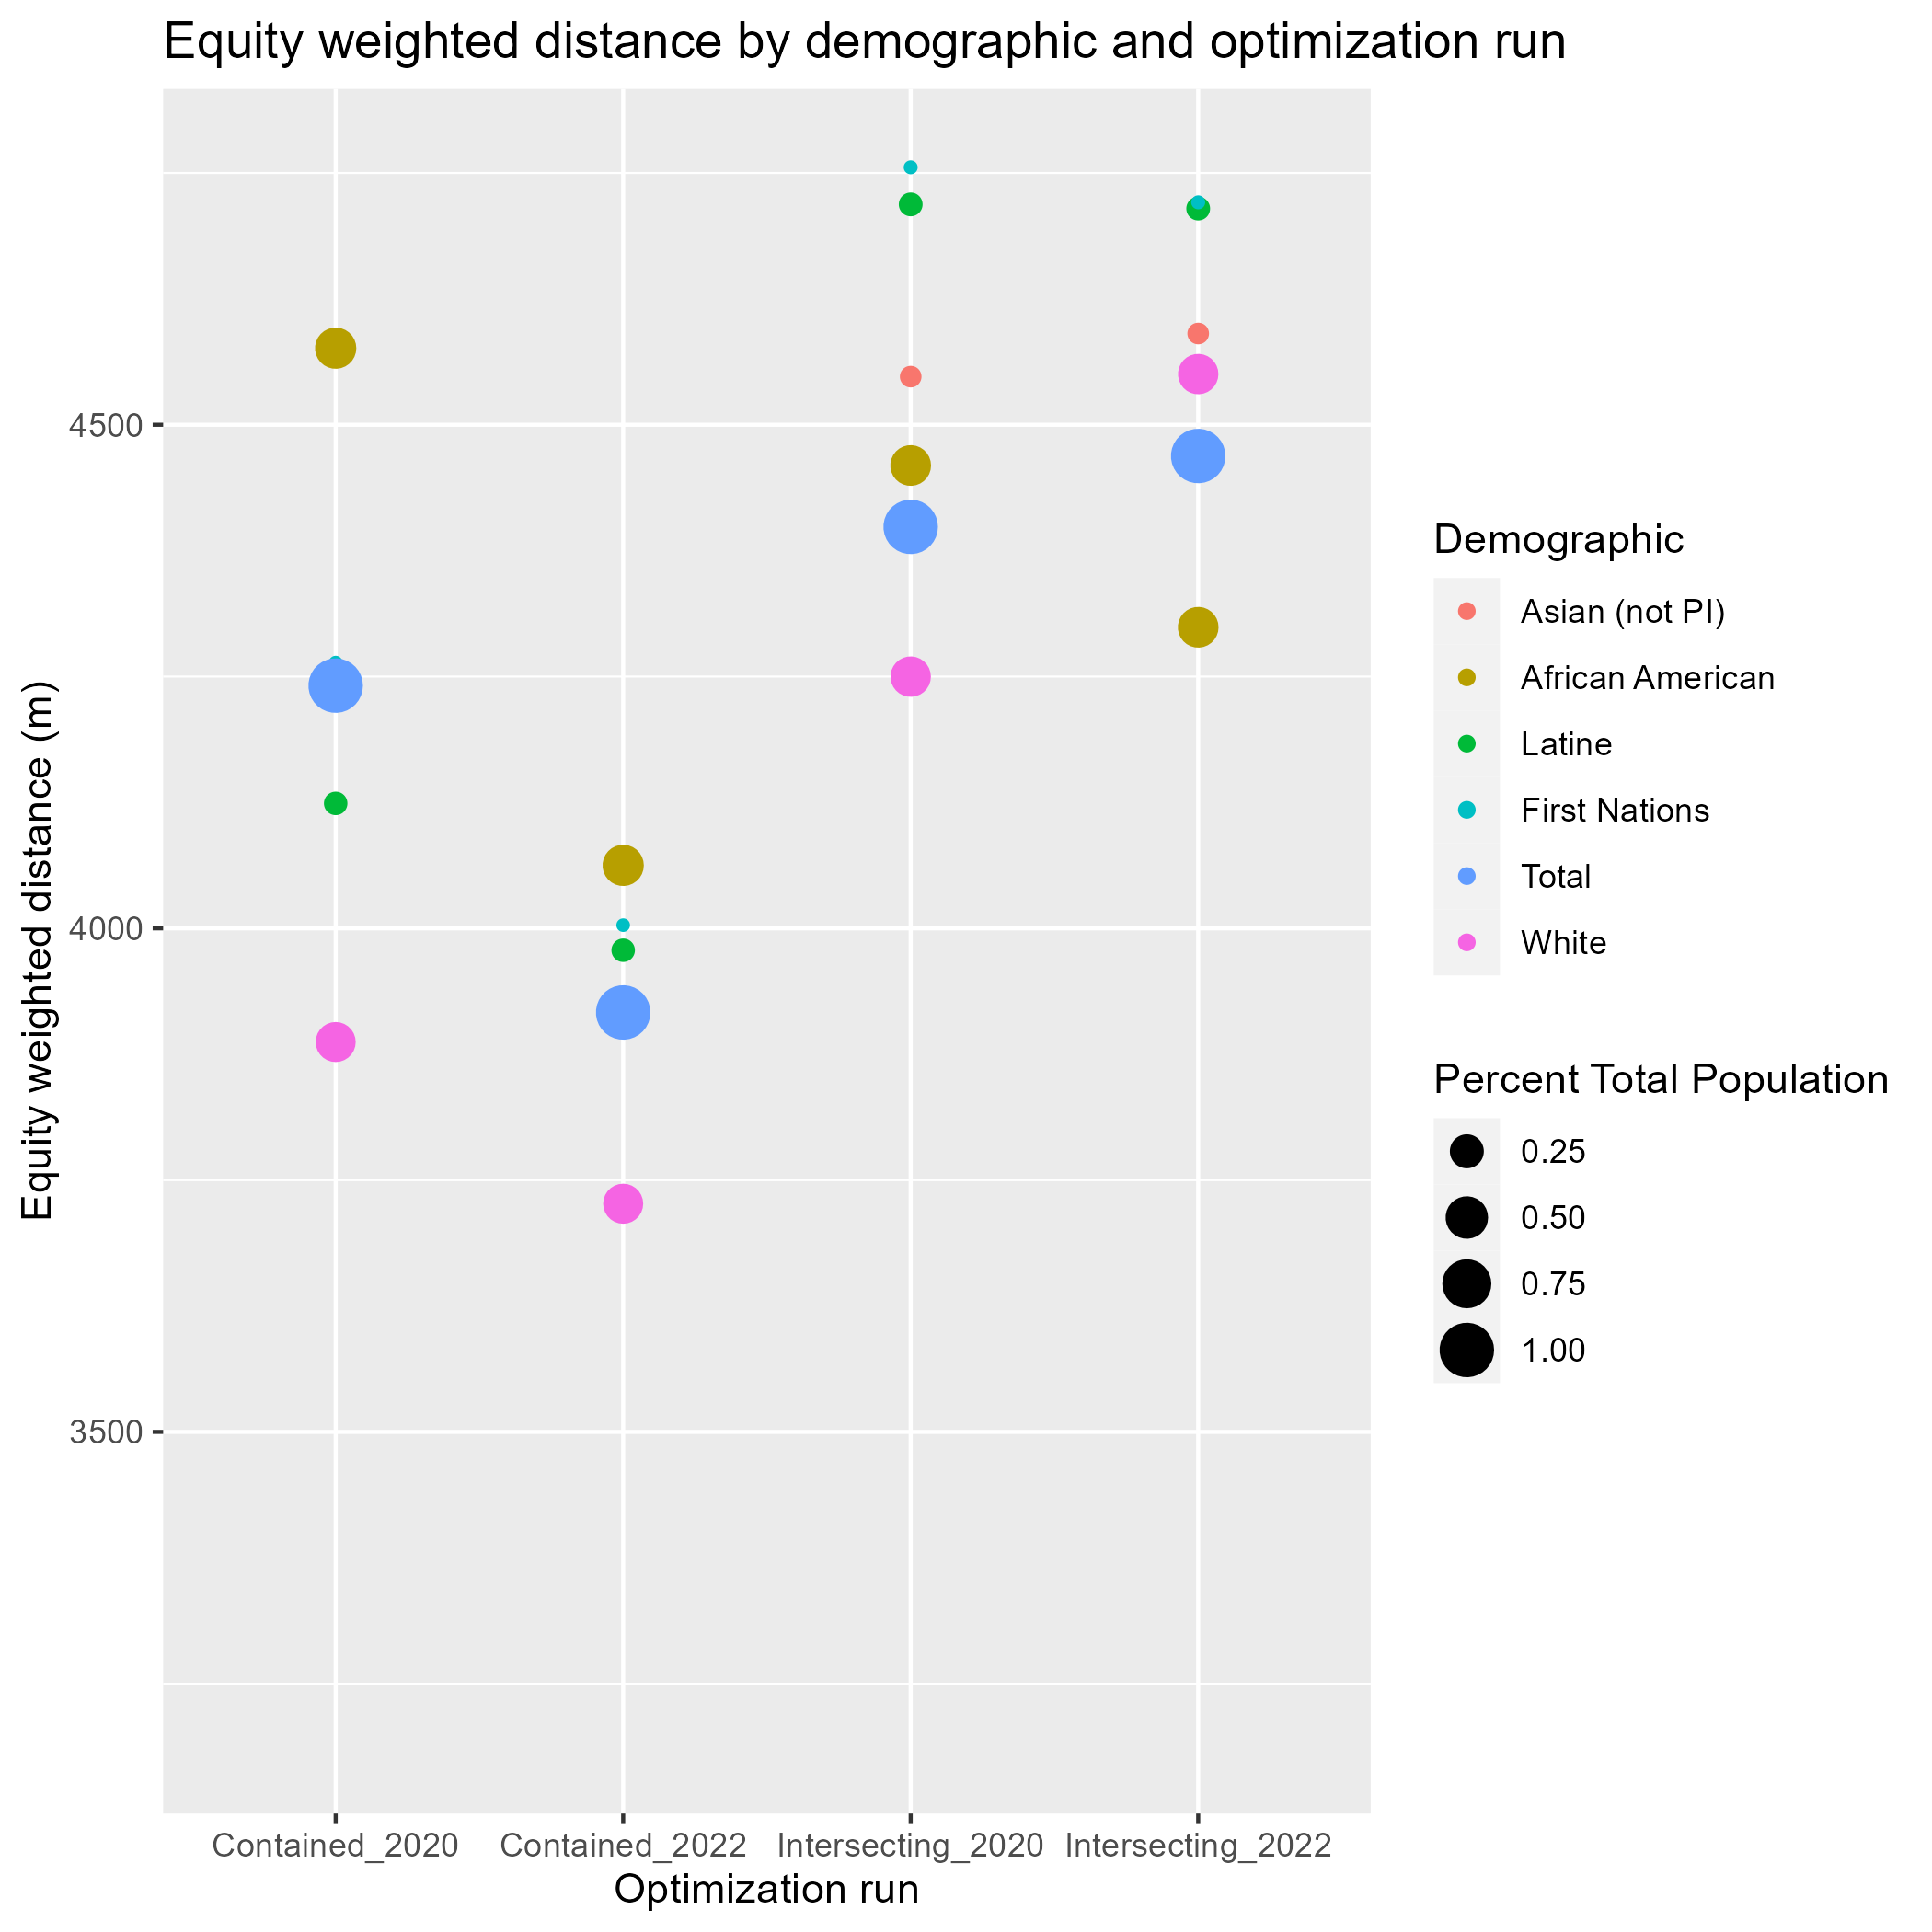 Equity weighted distance by demographic and optimization run
Equity weighted distance (m)
4500
4000
3500
Contained_2020
Contained_2022
Intersecting_2020
Intersecting_2022
Optimization run
Demographic
Asian (not PI)
African American
Latine
First Nations
Total
White
Percent Total Population
0.25
0.50
0.75
1.00